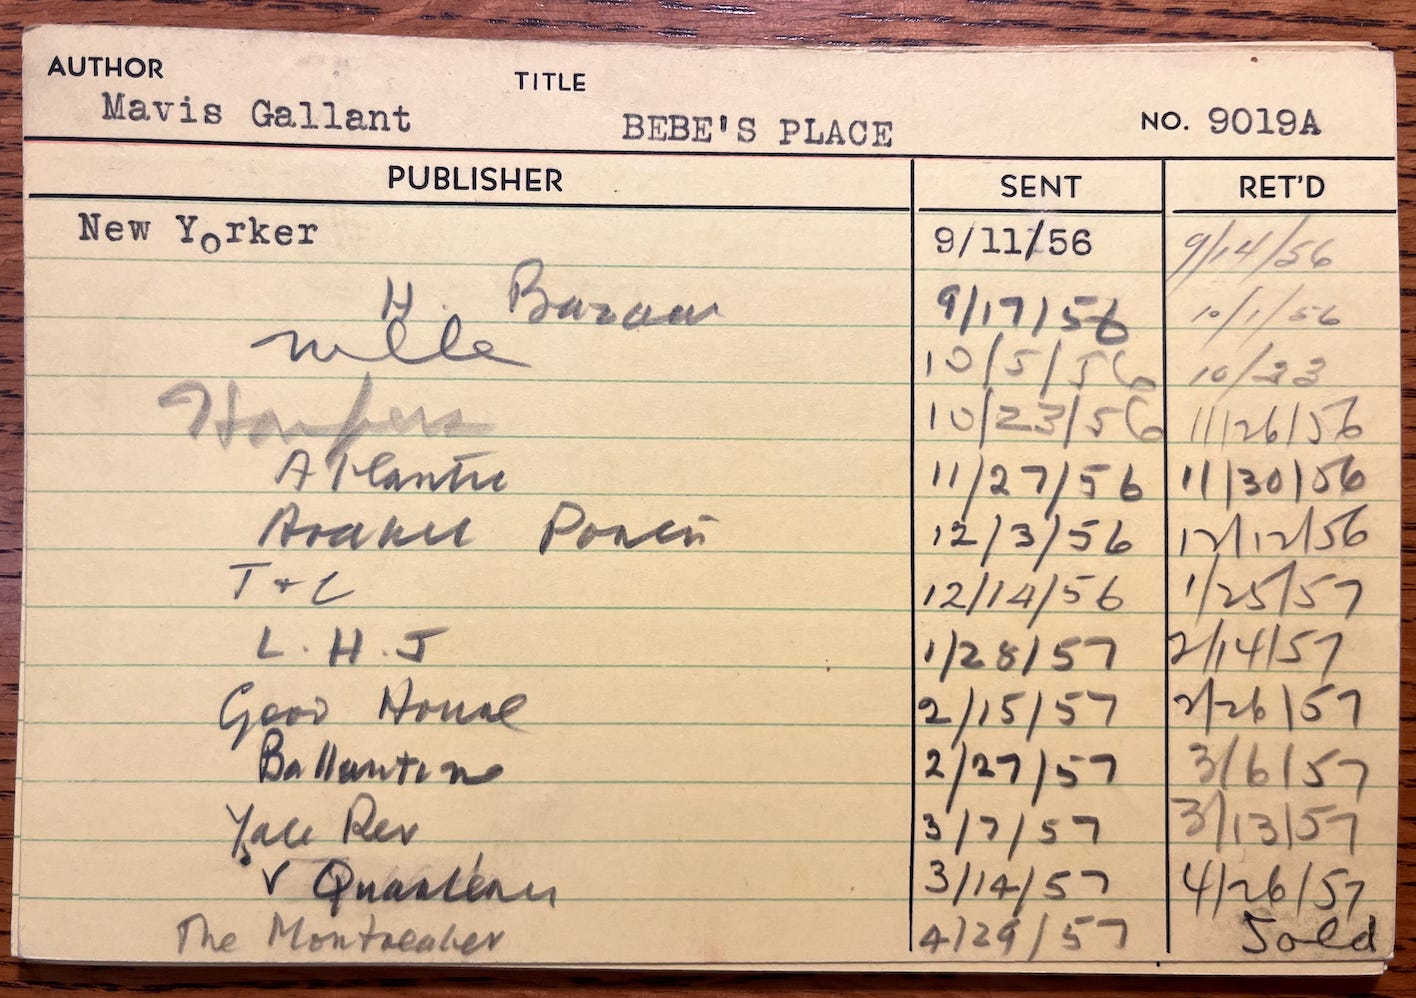 AUTHOR TITLE
Mavis Gallant BEBE'S PLACE NO. 9019A
PUBLISHER SENT RET'D
New Yorker 9/11/56 9/14/56
H. Bazaar 9/17/56 10/1/56
Mlle 10/5/56 10/23
Harpers 10/23/56 11/26/56
Atlantic 11/27/56 11/30/56
12/3/56 12/12/56
T + C 12/14/56 1/25/57
L.H.J 1/28/57 2/14/57
Good House 2/15/57 2/26/57
Ballantine 2/27/57 3/6/57
Yale Rev 3/7/57 3/13/57
V Quarterly 3/14/57 4/26/57
The Montrealer 4/29/57 Sold